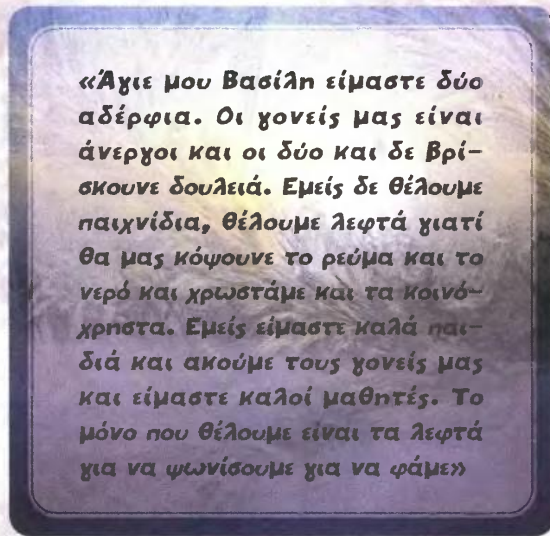 «Άγιε μου Βασίλη είμαστε δύο
αδέρφια. Οι γονείς μας είναι
άνεργοι και οι δύο και δε βρί-
σκουνε δουλειά. Εμείς δε θέλουμε
παιχνίδια, θέλουμε λεφτά γιατί
θα μας κόψουνε το ρεύμα και το
νερό και χρωστάμε και τα κοινό-
χρηστα. Εμείς είμαστε καλά παι-
διά και ακούμε τους γονείς μας
και είμαστε καλοί μαθητές. Το
μόνο που θέλουμε είναι τα λεφτά
για να ψωνίσουμε για να φάμε»